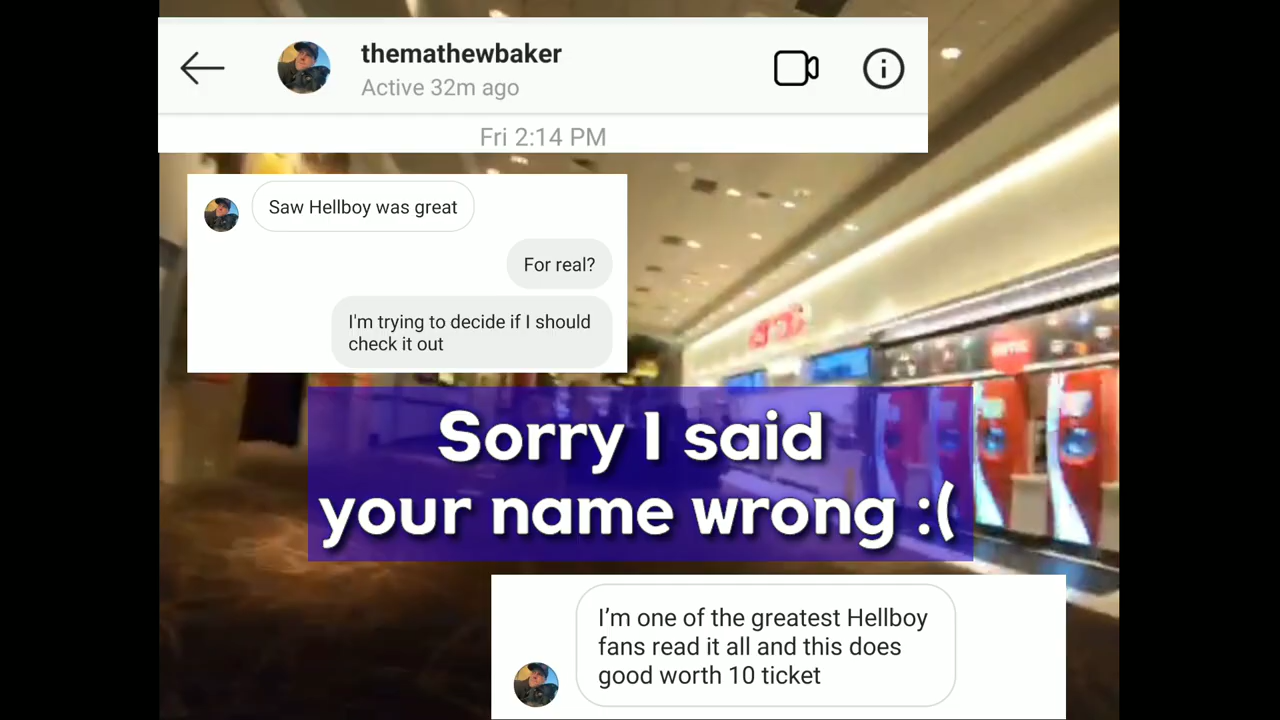 themathewbaker
Active 32m ago
Fri 2:14 PM
Saw Hellboy was great
For real?
I'm trying to decide if I should
check it out
Sorry I said
your name wrong :(
I’m one of the greatest Hellboy
fans read it all and this does
good worth 10 ticket